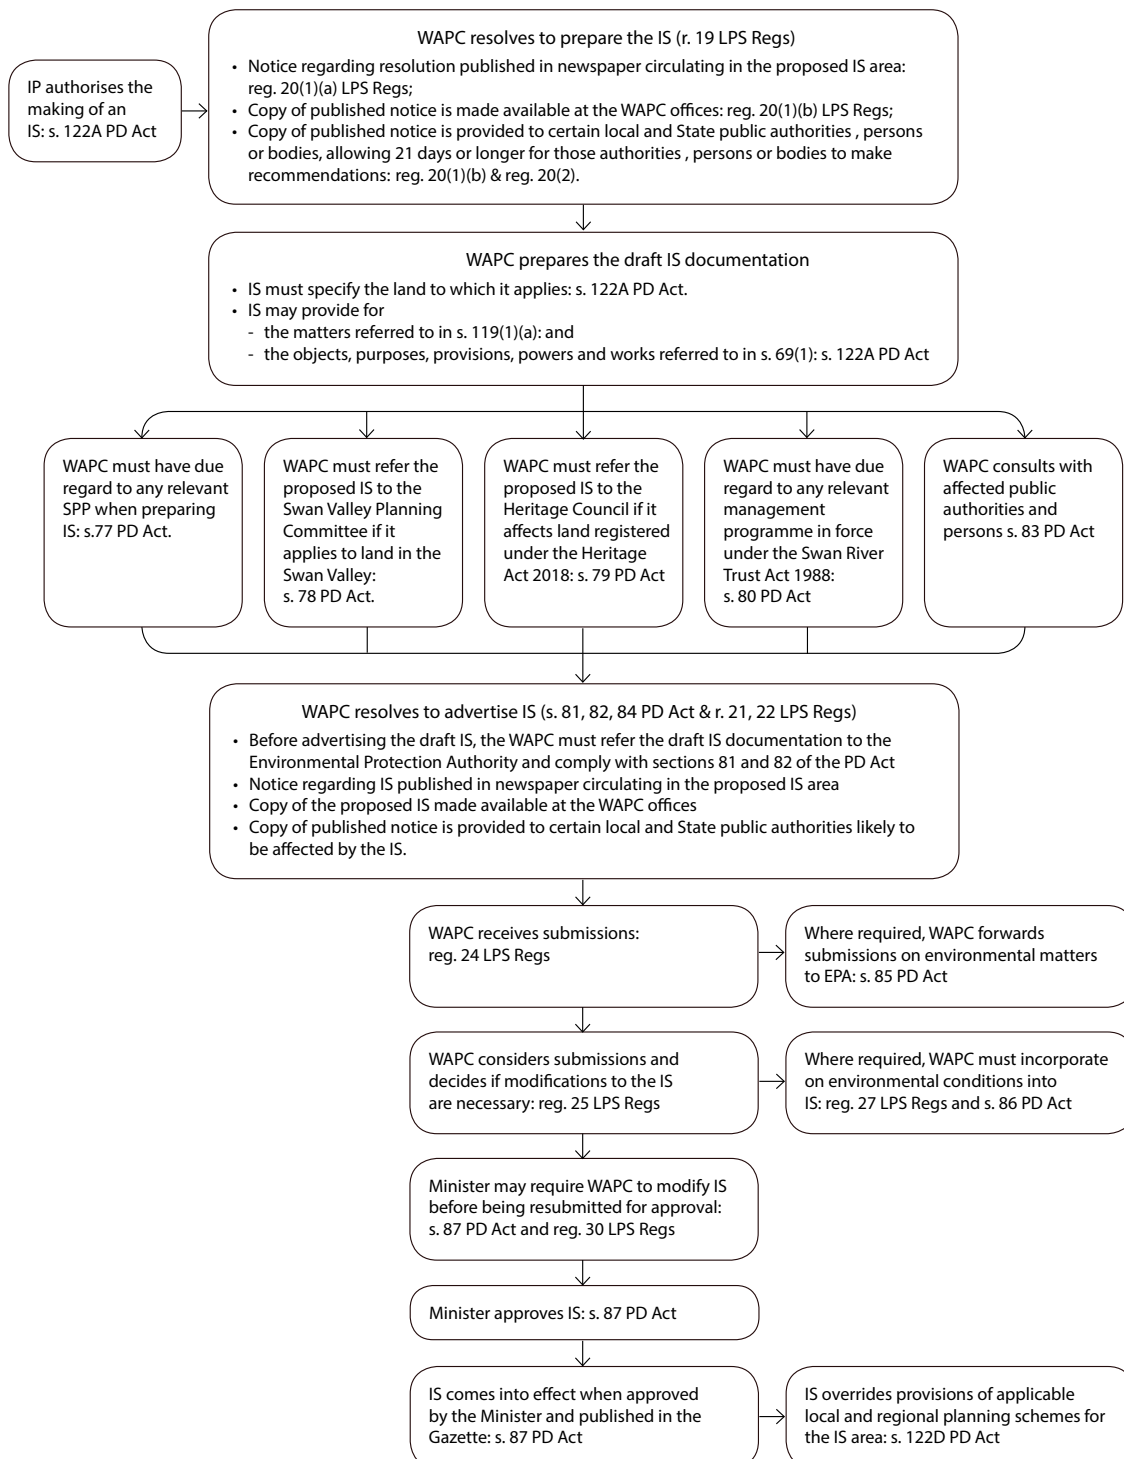 WAPC resolves to prepare the IS (r. 19 LPS Regs)
• Notice regarding resolution published in newspaper circulating in the proposed IS area:
reg. 20(1)(a) LPS Regs;
• Copy of published notice is made available at the WAPC offices: reg. 20(1)(b) LPS Regs;
• Copy of published notice is provided to certain local and State public authorities , persons
or bodies, allowing 21 days or longer for those authorities , persons or bodies to make
recommendations: reg. 20(1)(b) & reg. 20(2).
IP authorises the
making of an
IS: s. 122A PD Act
WAPC prepares the draft IS documentation
• IS must specify the land to which it applies: s. 122A PD Act.
• IS may provide for
- the matters referred to in s. 119(1)(a): and
- the objects, purposes, provisions, powers and works referred to in s. 69(1): s. 122A PD Act
WAPC must have due
regard to any relevant
SPP when preparing
IS: s.77 PD Act.
WAPC must refer the
proposed IS to the
Swan Valley Planning
Committee if it
applies to land in the
Swan Valley:
s. 78 PD Act.
WAPC must refer the
proposed IS to the
Heritage Council if it
affects land registered
under the Heritage
Act 2018: s. 79 PD Act
WAPC must have due
regard to any relevant
management
programme in force
under the Swan River
Trust Act 1988:
s. 80 PD Act
WAPC consults with
affected public
authorities and
persons s. 83 PD Act
WAPC resolves to advertise IS (s. 81, 82, 84 PD Act & r. 21, 22 LPS Regs)
• Before advertising the draft IS, the WAPC must refer the draft IS documentation to the
Environmental Protection Authority and comply with sections 81 and 82 of the PD Act
• Notice regarding IS published in newspaper circulating in the proposed IS area
• Copy of the proposed IS made available at the WAPC offices
• Copy of published notice is provided to certain local and State public authorities likely to
be affected by the IS.
WAPC receives submissions:
reg. 24 LPS Regs
Where required, WAPC forwards
submissions on environmental matters
to EPA: s. 85 PD Act
WAPC considers submissions and
decides if modifications to the IS
are necessary: reg. 25 LPS Regs
Where required, WAPC must incorporate
on environmental conditions into
IS: reg. 27 LPS Regs and s. 86 PD Act
Minister may require WAPC to modify IS
before being resubmitted for approval:
s. 87 PD Act and reg. 30 LPS Regs
Minister approves IS: s. 87 PD Act
IS comes into effect when approved
by the Minister and published in the
Gazette: s. 87 PD Act
IS overrides provisions of applicable
local and regional planning schemes for
the IS area: s. 122D PD Act